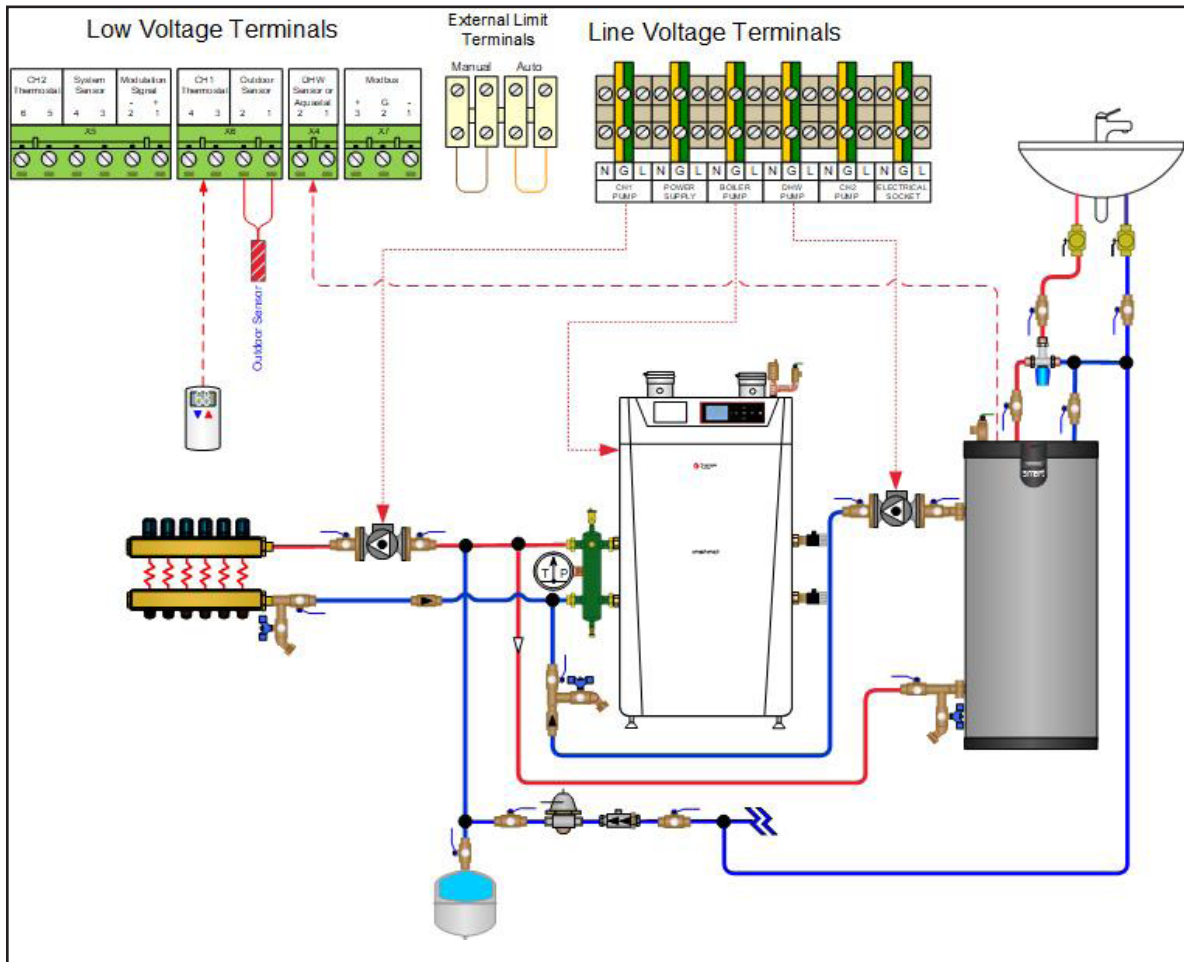 Low Voltage Terminals
External Limit
Terminals
Line Voltage Terminals
Manual Auto
CH2
Thermostat
System
Sensor
Modulation
Signal
- +
6 5 4 3 2 1
X5
CH1
Thermostat
Outdoor
Sensor
4 3 2 1
X6
DHW
Sensor or
Aquastat
2 1
X4
Modbus
+ G -
3 2 1
X7
N G L N G L N G L N G L N G L N G L
CH1
PUMP
POWER
SUPPLY
BOILER
PUMP
DHW
PUMP
CH2
PUMP
ELECTRICAL
SOCKET
Outdoor Sensor
smart
T P